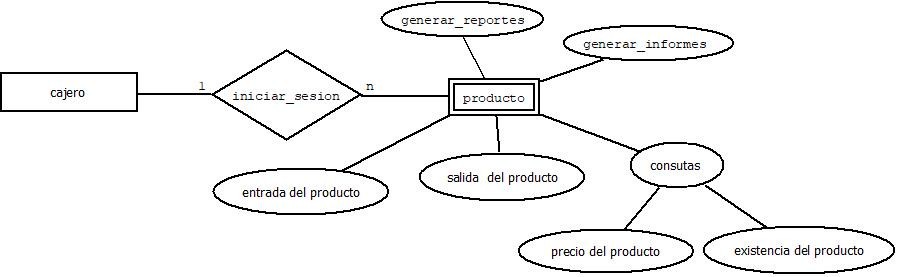 generar_reportes
generar_informes
cajero
1
iniciar_sesion
n
producto
entrada del producto
salida del producto
consutas
precio del producto
existencia del producto